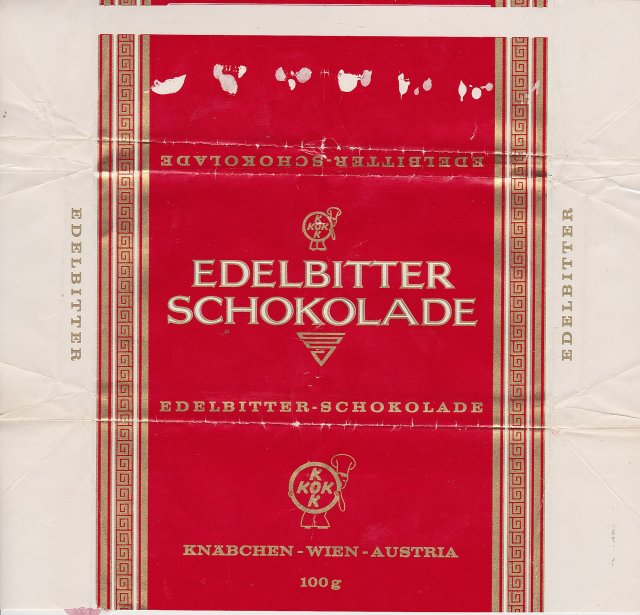 EDELBITTER-SCHOKOLADE
K
KOK
K
EDELBITTER
SCHOKOLADE
EDELBITTER
EDELBITTER
EDELBITTER-SCHOKOLADE
K
KOK
K
KNÄBCHEN - WIEN - AUSTRIA
100 g